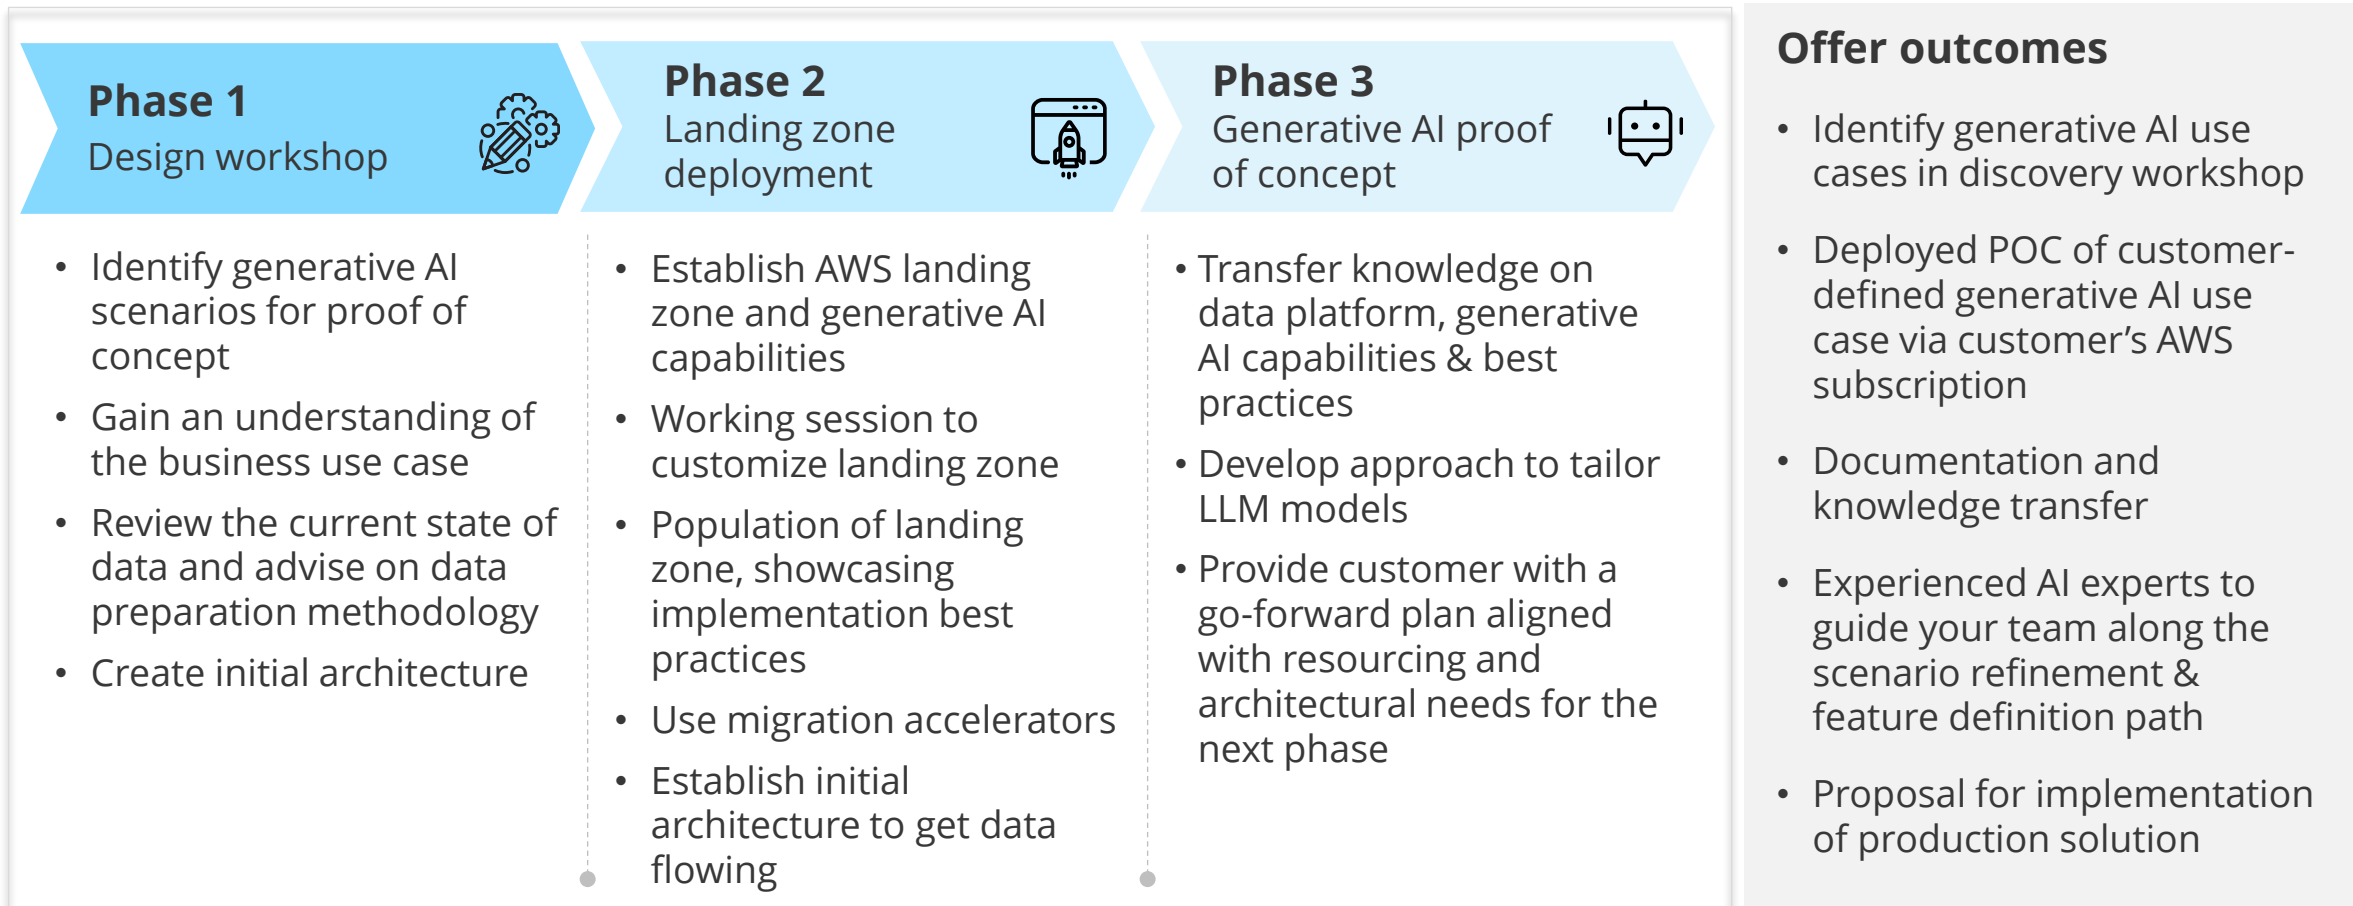 Phase 1
Design workshop
• Identify generative AI
scenarios for proof of
concept
• Gain an understanding of
the business use case
• Review the current state of
data and advise on data
preparation methodology
• Create initial architecture
Phase 2
Landing zone
deployment
• Establish AWS landing
zone and generative AI
capabilities
• Working session to
customize landing zone
• Population of landing
zone, showcasing
implementation best
practices
• Use migration accelerators
• Establish initial
architecture to get data
flowing
Phase 3
Generative AI proof
of concept
• Transfer knowledge on
data platform, generative
AI capabilities & best
practices
• Develop approach to tailor
LLM models
• Provide customer with a
go-forward plan aligned
with resourcing and
architectural needs for the
next phase
Offer outcomes
• Identify generative AI use
cases in discovery workshop
• Deployed POC of customer-
defined generative AI use
case via customer’s AWS
subscription
• Documentation and
knowledge transfer
• Experienced AI experts to
guide your team along the
scenario refinement &
feature definition path
• Proposal for implementation
of production solution